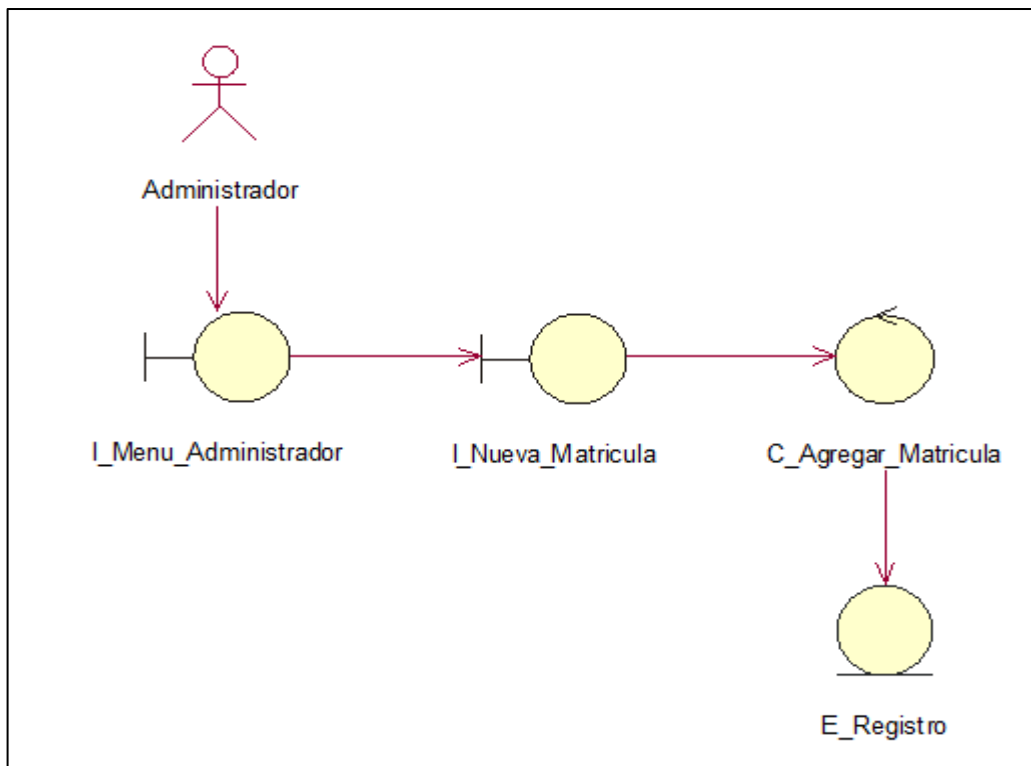 Administrador
I_Menu_Administrador
I_Nueva_Matricula
C_Agregar_Matricula
E_Registro